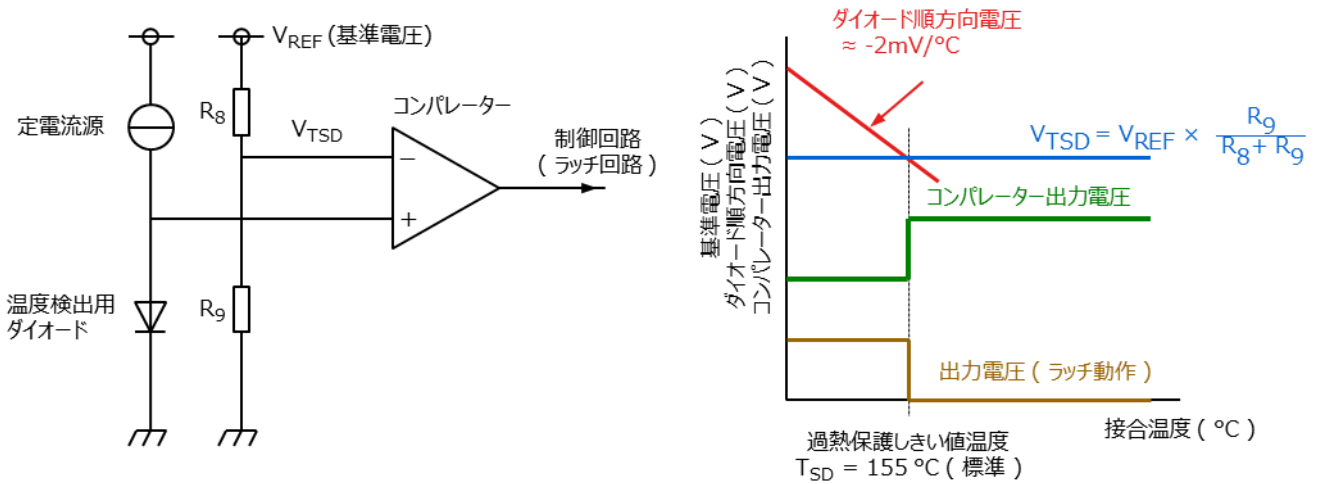 V_REF (基準電圧)
定電流源
R8
V_TSD
コンパレーター
制御回路
( ラッチ回路 )
−
+
温度検出用
ダイオード
R9
ダイオード順方向電圧
≈ -2mV/°C
基準電圧 ( V )
ダイオード順方向電圧 ( V )
コンパレーター出力電圧 ( V )
V_TSD = V_REF × R9 / (R8 + R9)
コンパレーター出力電圧
出力電圧 ( ラッチ動作 )
接合温度 ( °C )
過熱保護しきい値温度
T_SD = 155 °C ( 標準 )